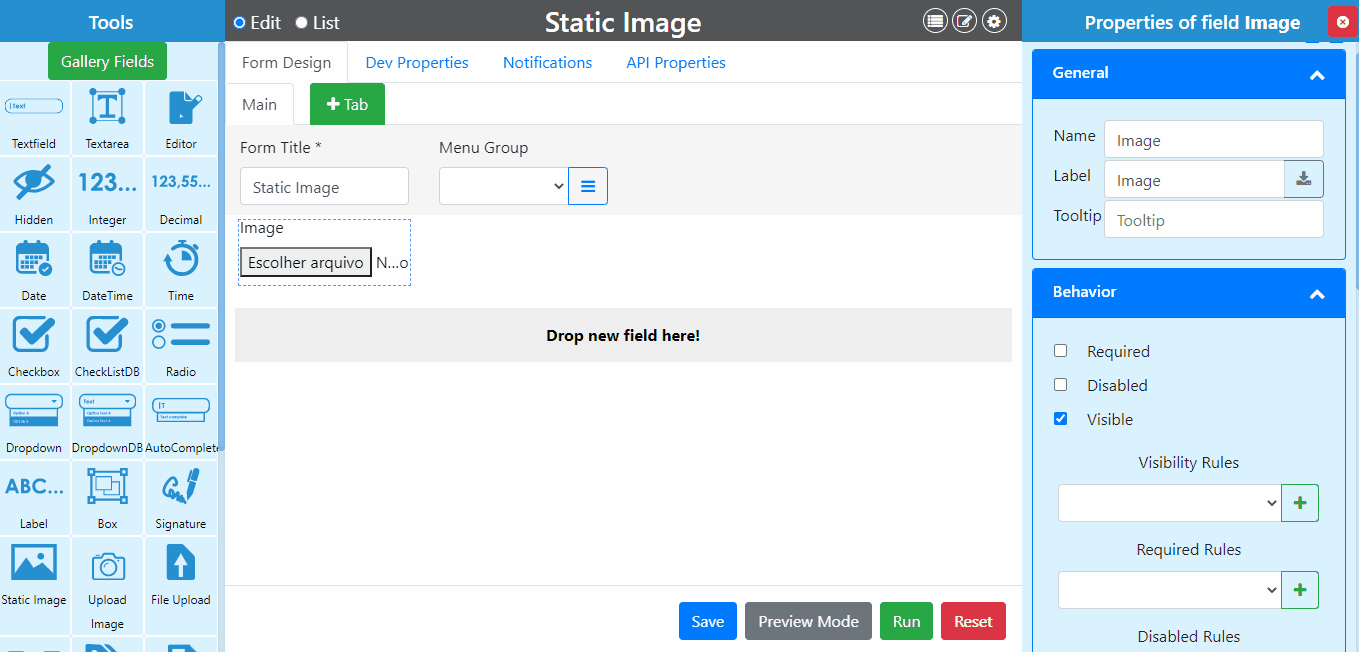 Tools
Edit List
Static Image
Properties of field Image
Gallery Fields
Textfield Textarea Editor
123... 123,55...
Hidden Integer Decimal
Date DateTime Time
Checkbox CheckListDB Radio
Dropdown DropdownDB AutoComplete
ABC...
Label Box Signature
Static Image Upload Image File Upload
Form Design Dev Properties Notifications API Properties
Main + Tab
Form Title * Menu Group
Static Image
Image
Escolher arquivo N...o
Drop new field here!
Save Preview Mode Run Reset
General
Name Image
Label Image
Tooltip Tooltip
Behavior
Required
Disabled
Visible
Visibility Rules
Required Rules
Disabled Rules